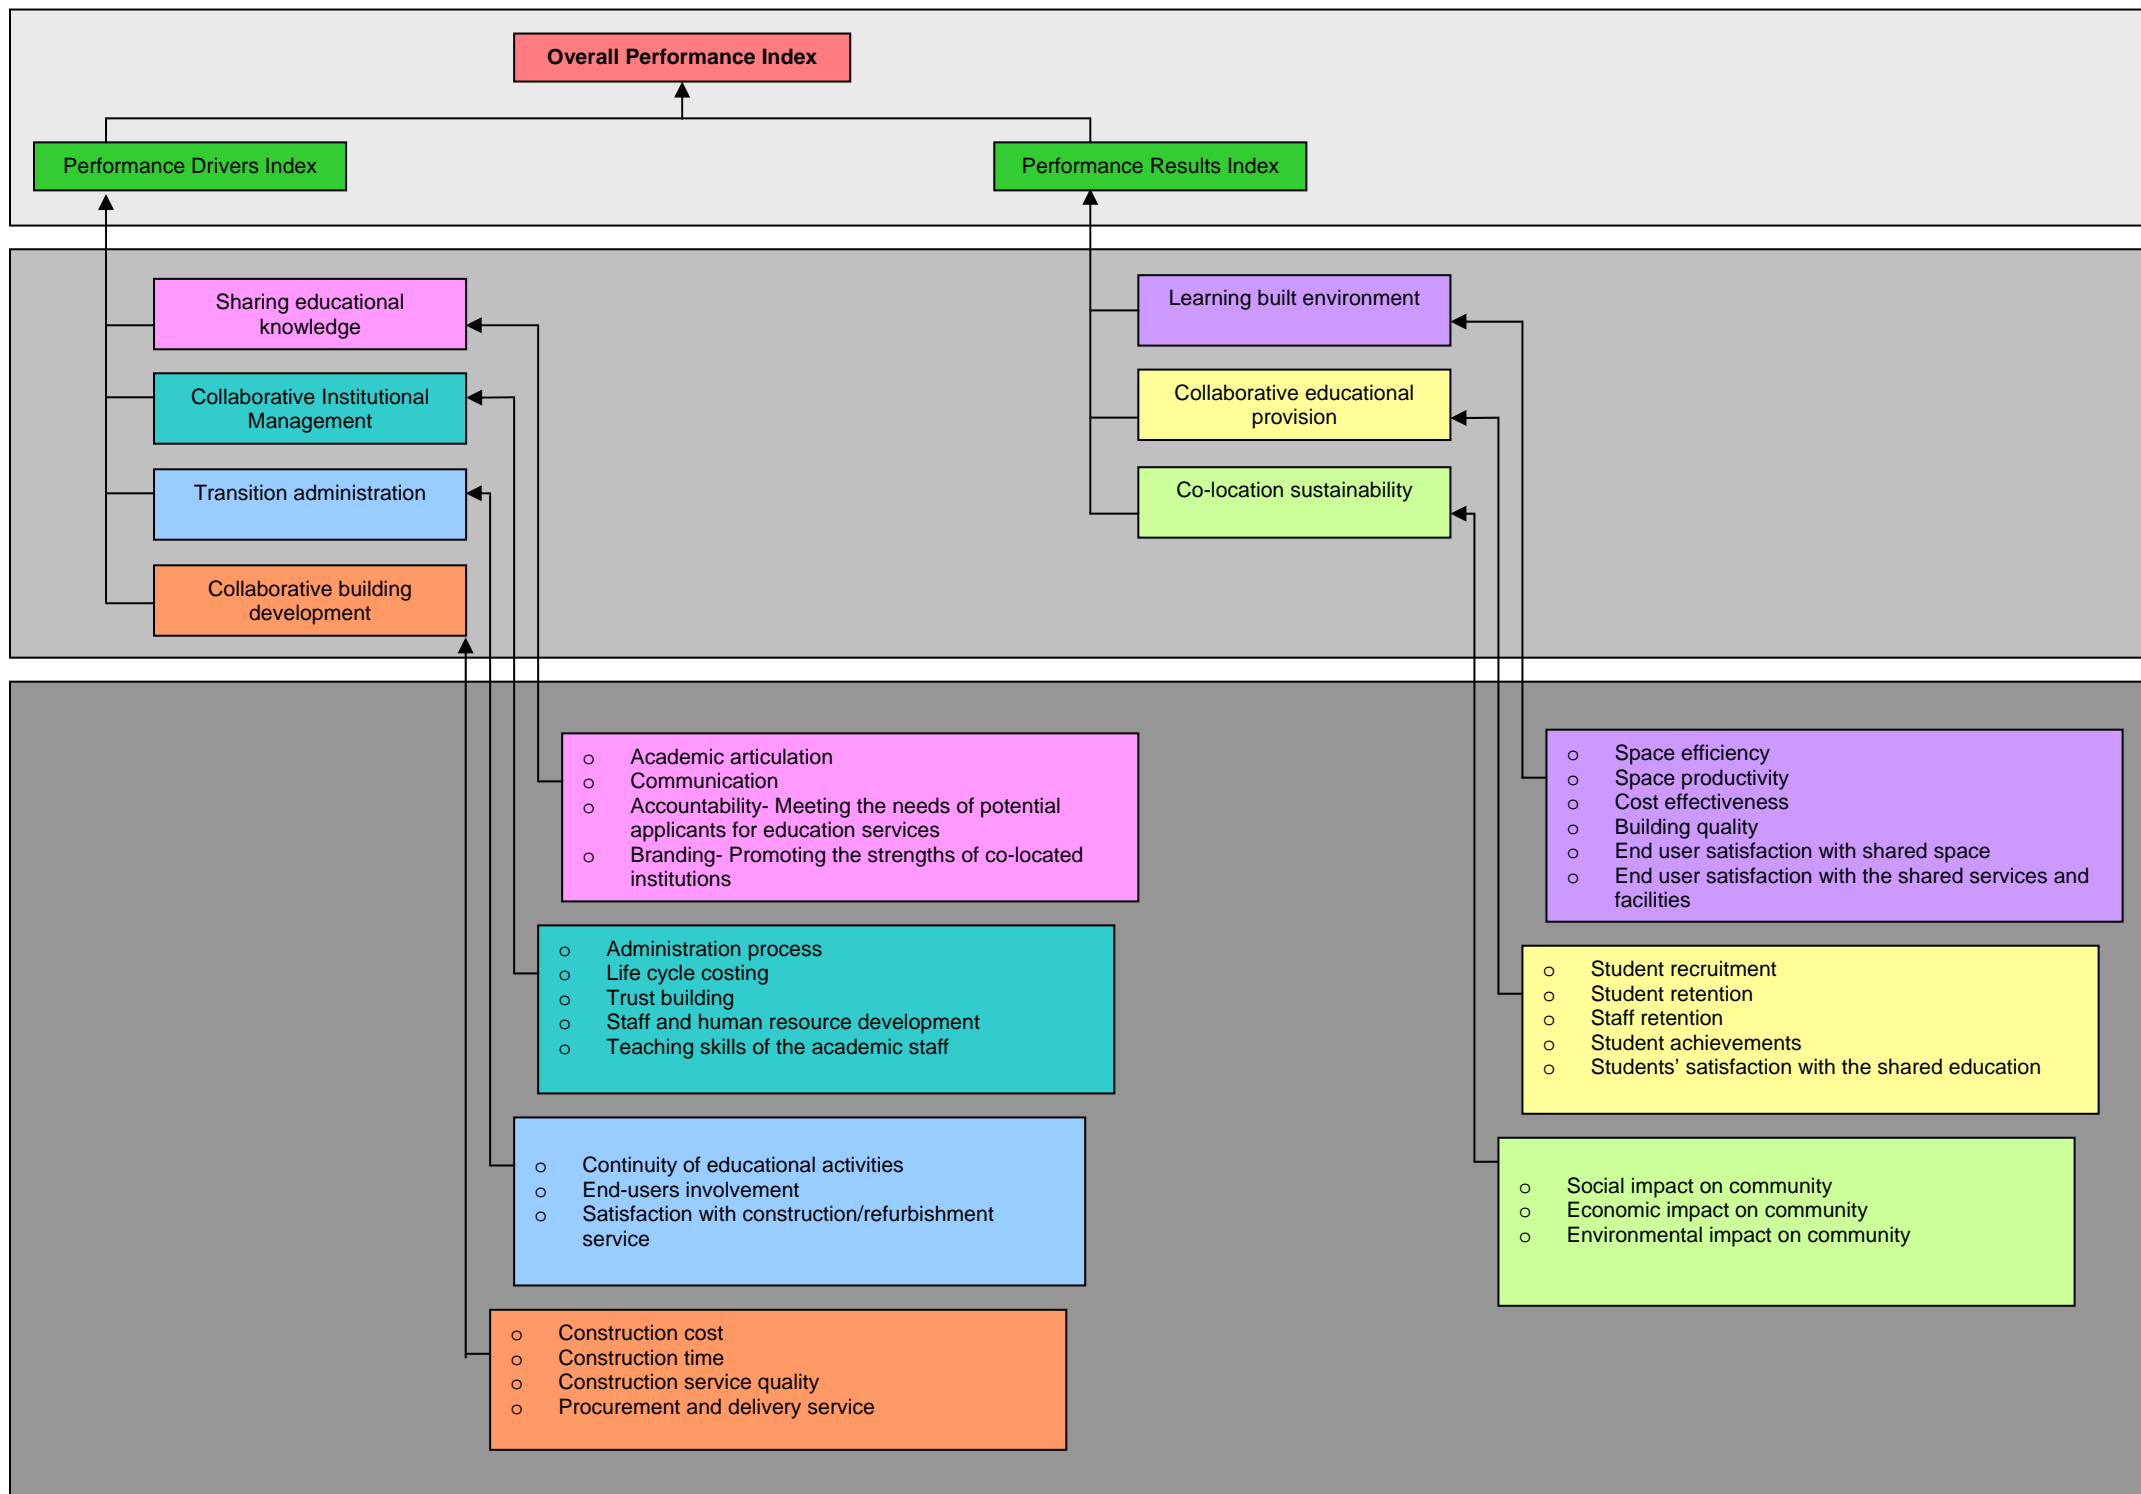 Overall Performance Index
Performance Drivers Index
Performance Results Index
Sharing educational
knowledge
Collaborative Institutional
Management
Transition administration
Collaborative building
development
Learning built environment
Collaborative educational
provision
Co-location sustainability
o Academic articulation
o Communication
o Accountability- Meeting the needs of potential
applicants for education services
o Branding- Promoting the strengths of co-located
institutions
o Administration process
o Life cycle costing
o Trust building
o Staff and human resource development
o Teaching skills of the academic staff
o Continuity of educational activities
o End-users involvement
o Satisfaction with construction/refurbishment
service
o Construction cost
o Construction time
o Construction service quality
o Procurement and delivery service
o Space efficiency
o Space productivity
o Cost effectiveness
o Building quality
o End user satisfaction with shared space
o End user satisfaction with the shared services and
facilities
o Student recruitment
o Student retention
o Staff retention
o Student achievements
o Students’ satisfaction with the shared education
o Social impact on community
o Economic impact on community
o Environmental impact on community